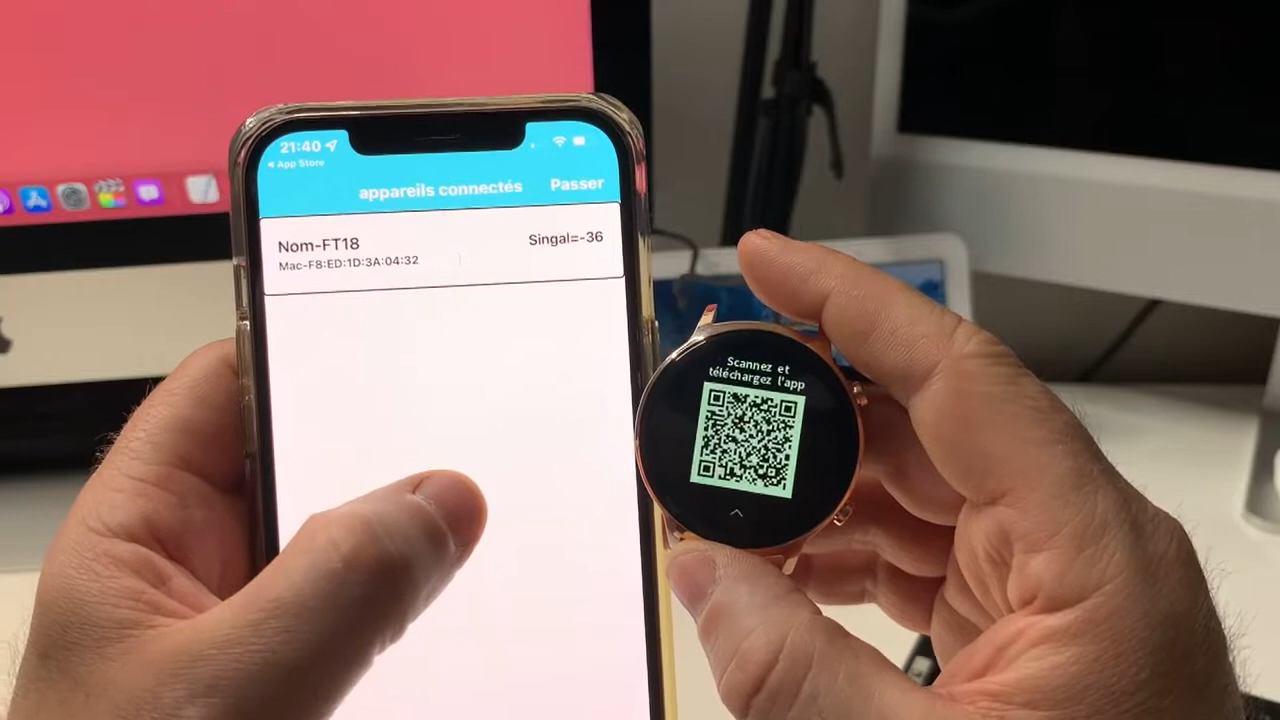 21:40
App Store
appareils connectés
Passer
Nom-FT18
Singal=-36
Mac-F8:ED:1D:3A:04:32
Scannez et
téléchargez l'app